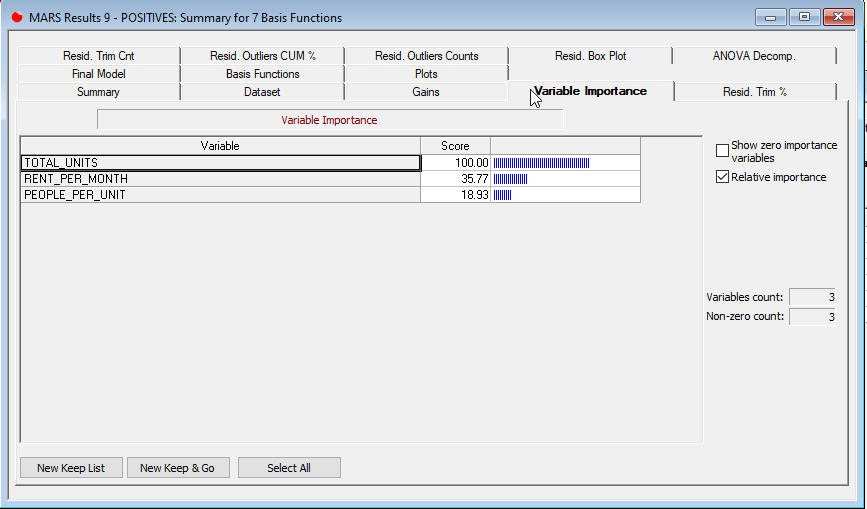 MARS Results 9 - POSITIVES: Summary for 7 Basis Functions
Resid. Trim Cnt Resid. Outliers CUM % Resid. Outliers Counts Resid. Box Plot ANOVA Decomp.
Final Model Basis Functions Plots
Summary Dataset Gains Variable Importance Resid. Trim %
Variable Importance
Variable Score
TOTAL_UNITS 100.00
RENT_PER_MONTH 35.77
PEOPLE_PER_UNIT 18.93
Show zero importance
variables
Relative importance
Variables count: 3
Non-zero count: 3
New Keep List New Keep & Go Select All